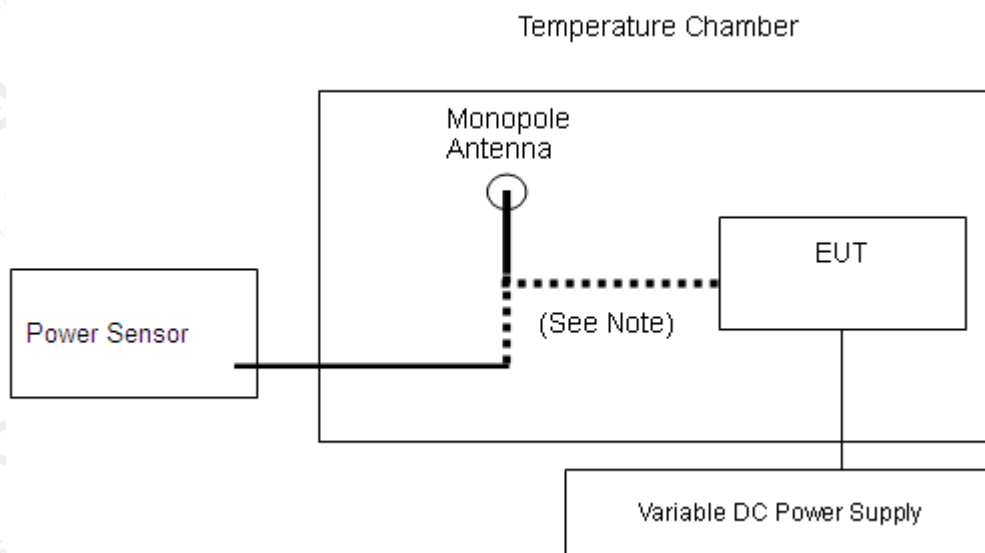 Temperature Chamber
Monopole
Antenna
EUT
(See Note)
Power Sensor
Variable DC Power Supply